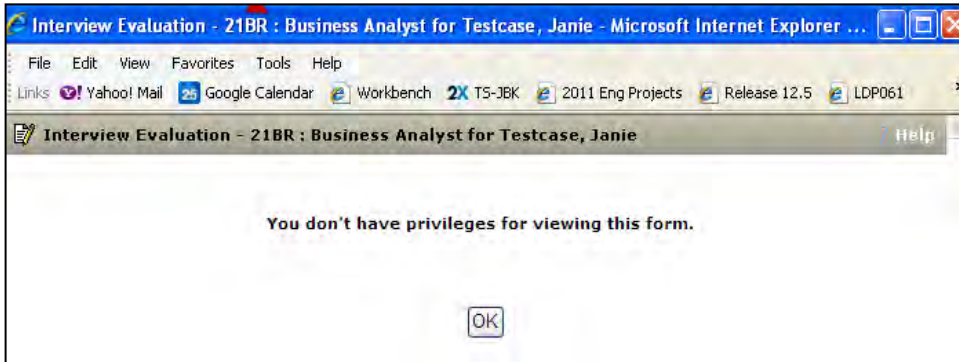 Interview Evaluation - 21BR : Business Analyst for Testcase, Janie - Microsoft Internet Explorer ...
File Edit View Favorites Tools Help
Links Yahoo! Mail 25 Google Calendar Workbench 2X TS-JBK 2011 Eng Projects Release 12.5 LDP061 »
Interview Evaluation - 21BR : Business Analyst for Testcase, Janie Help
You don't have privileges for viewing this form.
OK